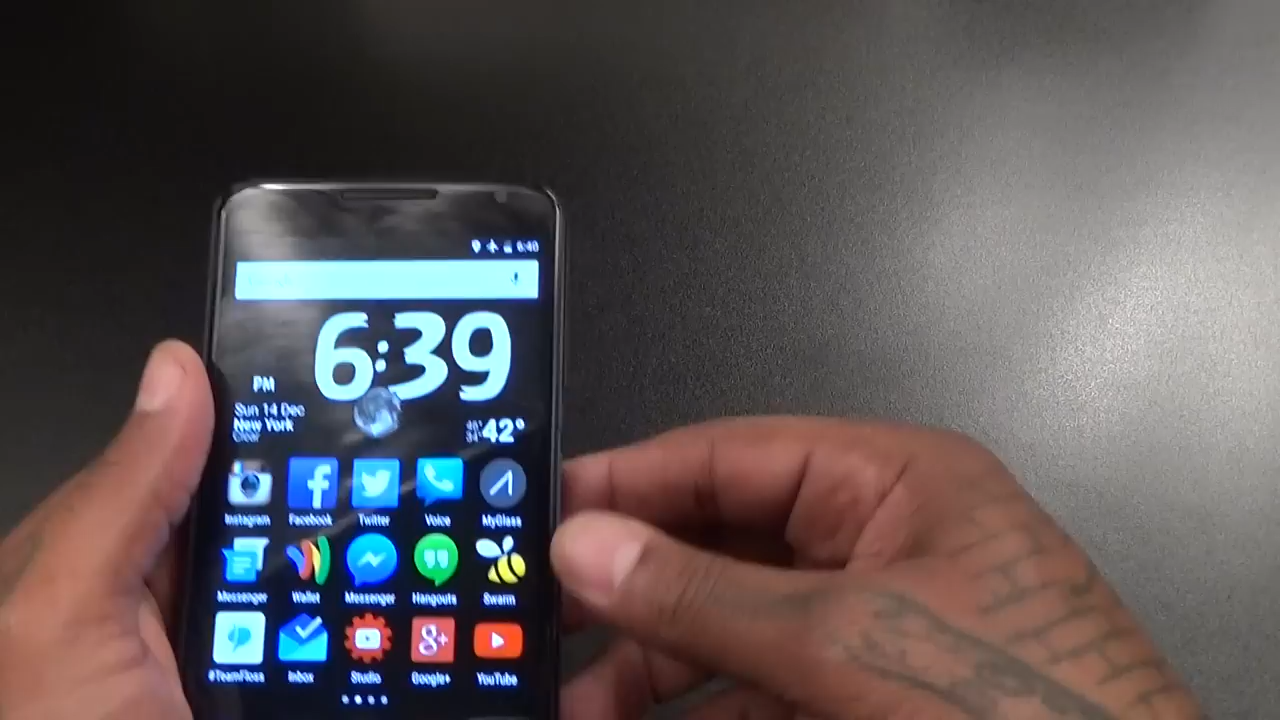 6:40
6:39
PM
Sun 14 Dec
New York
Clear
42°
Instagram Facebook Twitter Voice MyGlass
Messenger Wallet Messenger Hangouts Swarm
g+
#TeamFloss Inbox Studio Google+ YouTube